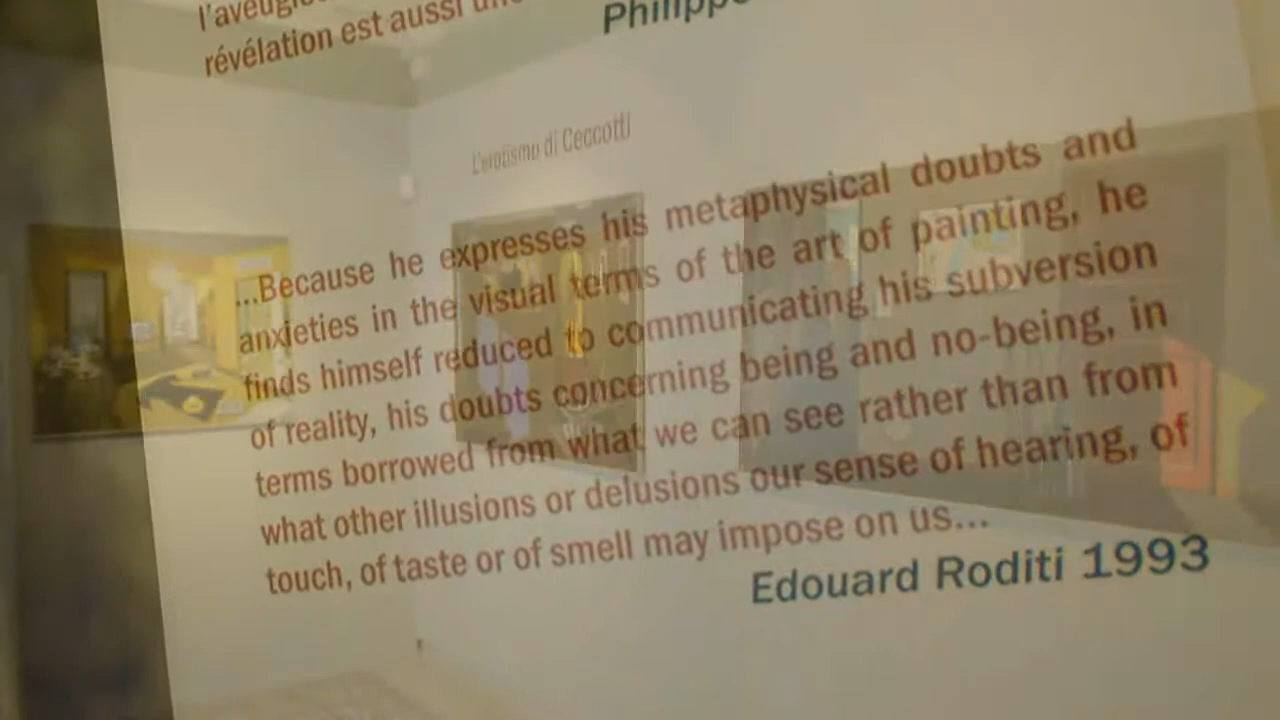 révélation est aussi une
Philippe
L'erotismo di Ceccotti
...Because he expresses his metaphysical doubts and
anxieties in the visual terms of the art of painting, he
finds himself reduced to communicating his subversion
of reality, his doubts concerning being and no-being, in
terms borrowed from what we can see rather than from
what other illusions or delusions our sense of hearing, of
touch, of taste or of smell may impose on us...
Edouard Roditi 1993